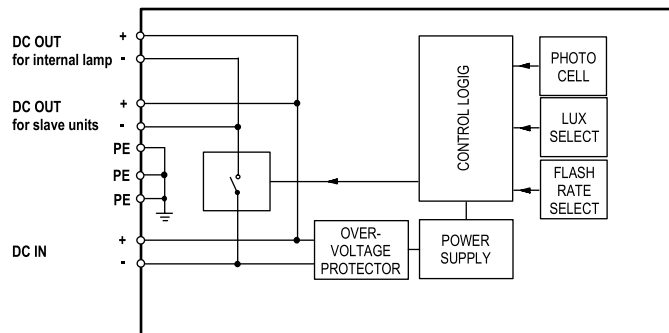 DC OUT
for internal lamp
+
-
DC OUT
for slave units
+
-
PE
PE
PE
DC IN
+
-
OVER-
VOLTAGE
PROTECTOR
POWER
SUPPLY
CONTROL LOGIG
PHOTO
CELL
LUX
SELECT
FLASH
RATE
SELECT